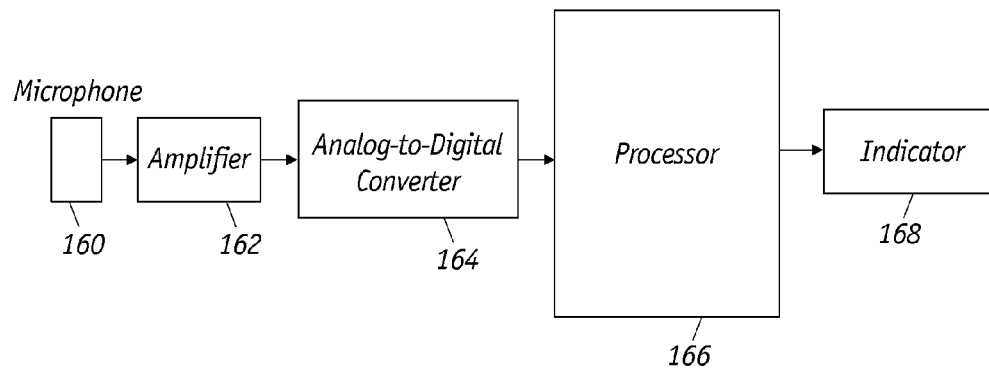 Microphone
Amplifier
Analog-to-Digital
Converter
Processor
Indicator
160
162
164
166
168